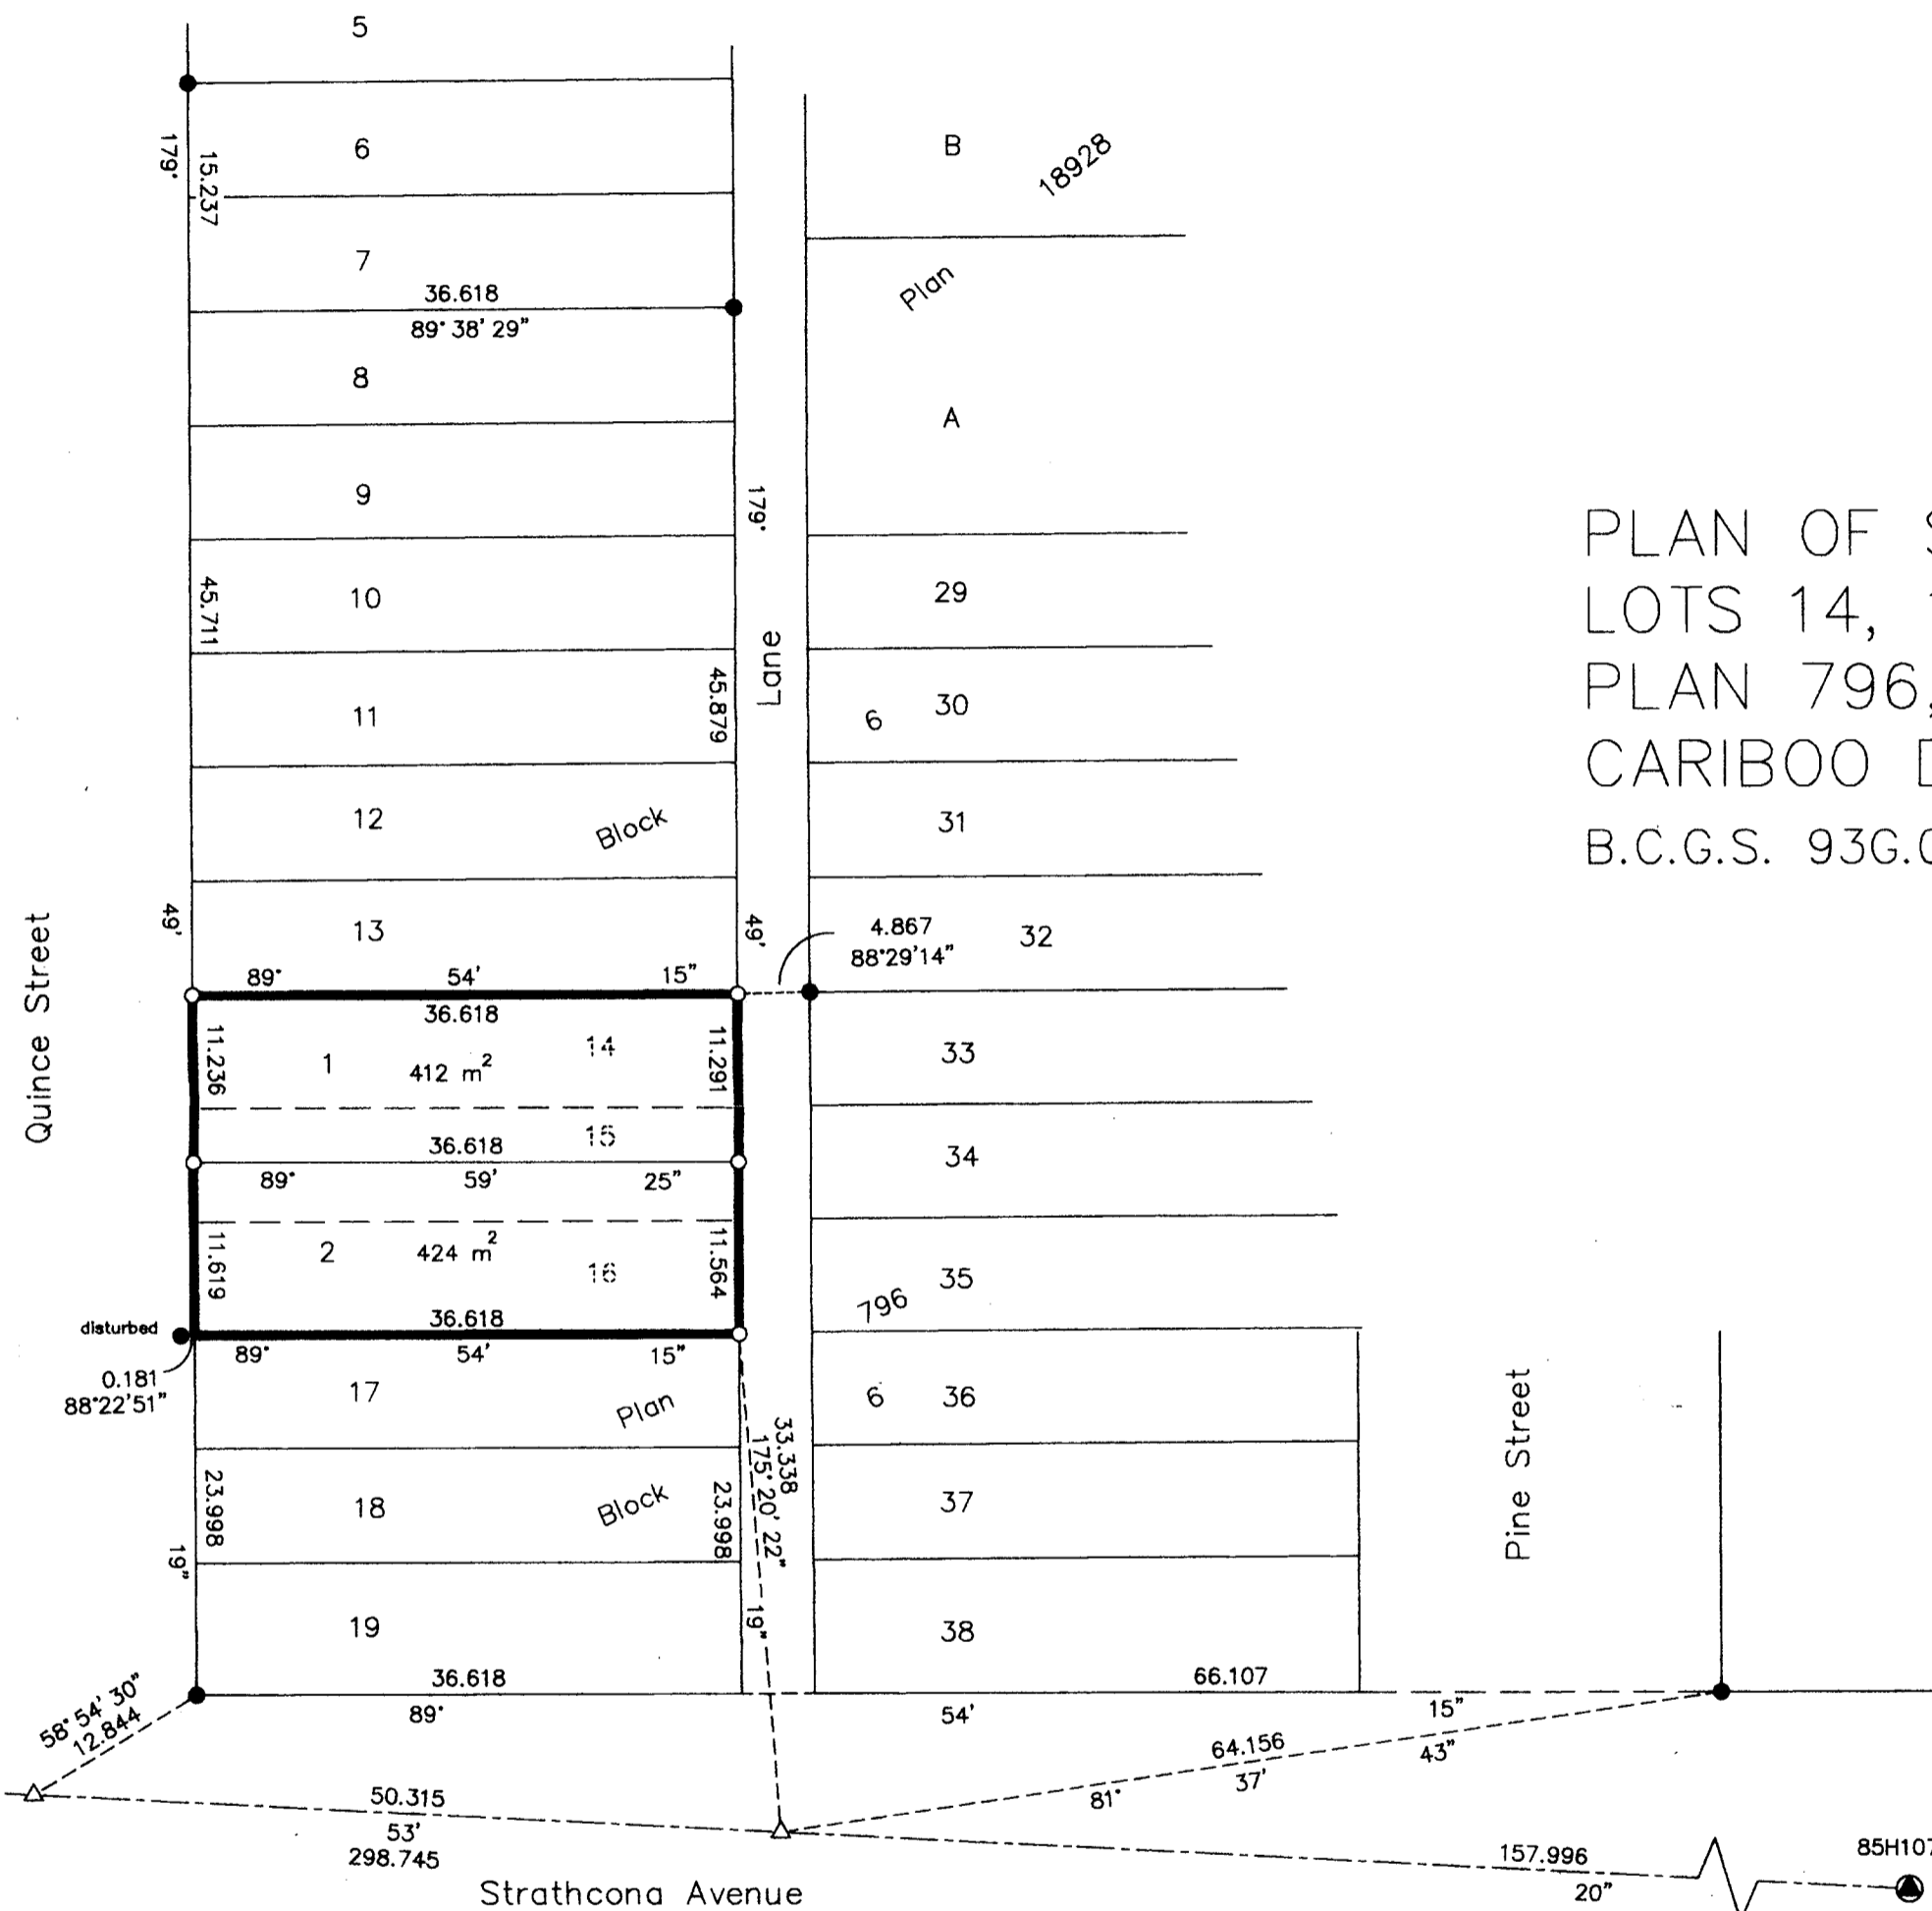 5
6
179°
15.237
7
36.618
89° 38' 29"
8
9
10
45.711
11
12
Block
13
49'
Quince Street
179°
Lane
45.879
49'
B
18928
Plan
A
29
30
6
31
32
4.867
88°29'14"
33
34
35
796
36
6
37
38
PLAN OF
LOTS 14,
PLAN 796,
CARIBOO
B.C.G.S. 93G.
89° 54' 15"
36.618
11.236
1
412 m²
14
11.291
36.618
15
89° 59' 25"
11.619
2
424 m²
16
11.564
36.618
disturbed
89° 54' 15"
0.181
88°22'51"
17
Plan
23.998
18
Block
23.998
33.338
175° 20' 22"
19"
19
19"
36.618
66.107
89° 54' 15"
Pine Street
58° 54' 30"
12.844
64.156
81° 37' 43"
50.315
53'
298.745
157.996
20"
85H107
Strathcona Avenue